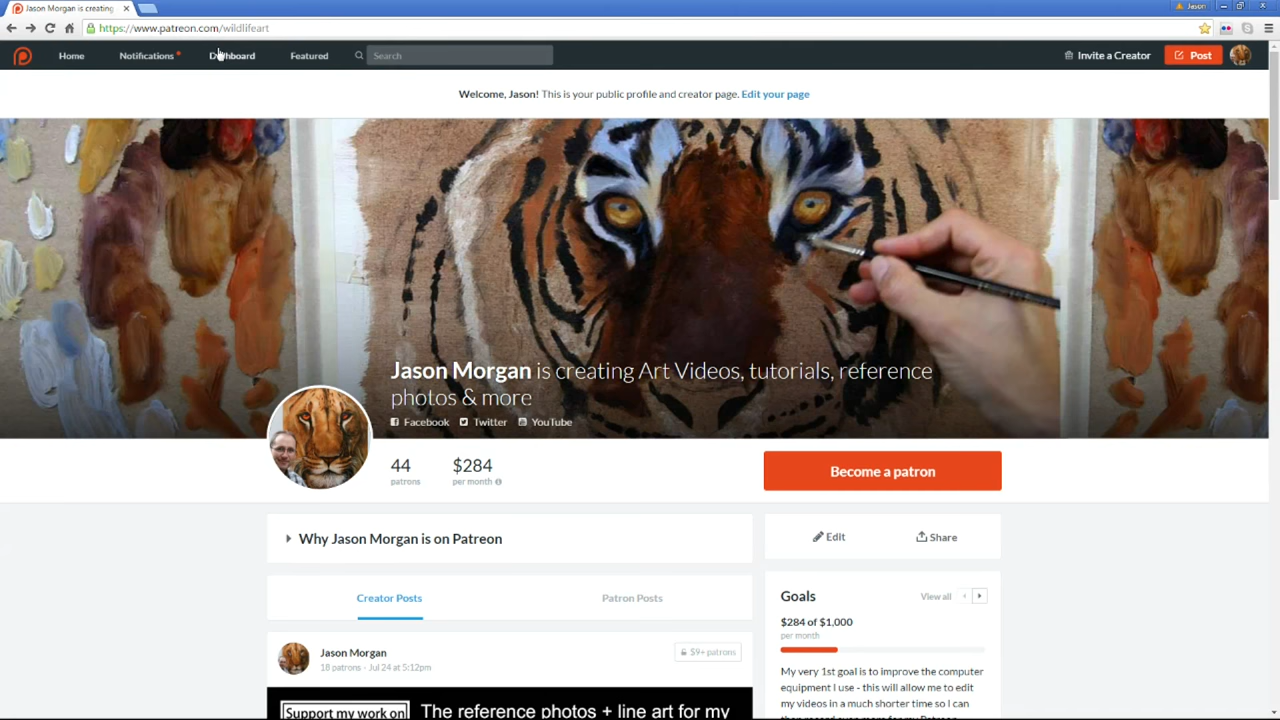 Jason Morgan is creating
Jason
https://www.patreon.com/wildlifeart
Home Notifications Dashboard Featured Search Invite a Creator Post
Welcome, Jason! This is your public profile and creator page. Edit your page
Jason Morgan is creating Art Videos, tutorials, reference
photos & more
Facebook Twitter YouTube
44
patrons
$284
per month
Become a patron
Why Jason Morgan is on Patreon
Edit Share
Creator Posts Patron Posts
Goals View all
$284 of $1,000
per month
Jason Morgan
18 patrons - Jul 24 at 5:12pm
$9+ patrons
My very 1st goal is to improve the computer
equipment I use - this will allow me to edit
my videos in a much shorter time so I can
Support my work on
The reference photos + line art for my